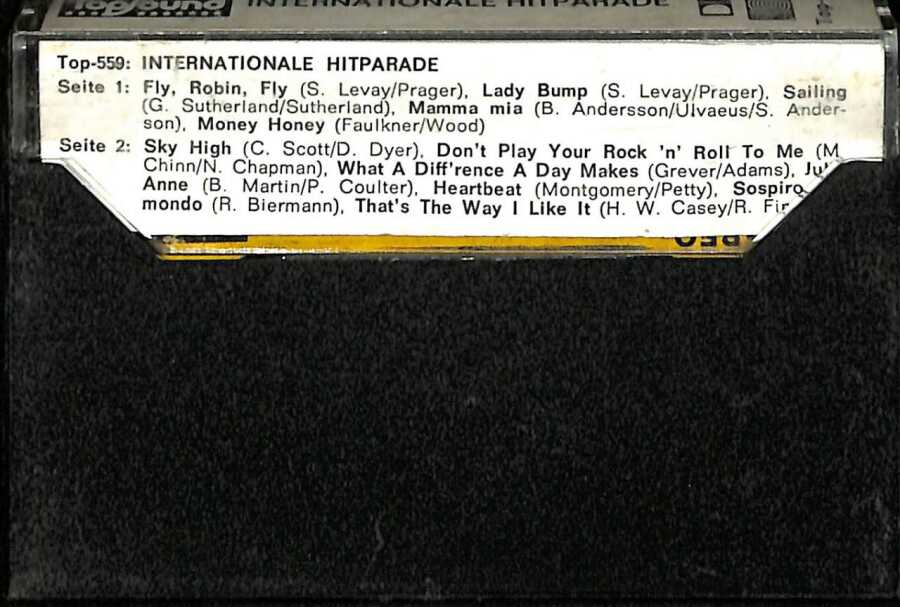 Topsound
INTERNATIONALE HITPARADE
Top-559: INTERNATIONALE HITPARADE
Seite 1: Fly, Robin, Fly (S. Levay/Prager), Lady Bump (S. Levay/Prager), Sailing
(G. Sutherland/Sutherland), Mamma mia (B. Andersson/Ulvaeus/S. Ander-
son), Money Honey (Faulkner/Wood)
Seite 2: Sky High (C. Scott/D. Dyer), Don't Play Your Rock 'n' Roll To Me (M
Chinn/N. Chapman), What A Diff'rence A Day Makes (Grever/Adams),
Anne (B. Martin/P. Coulter), Heartbeat (Montgomery/Petty), Sospiro
mondo (R. Biermann), That's The Way I Like It (H. W. Casey/R.